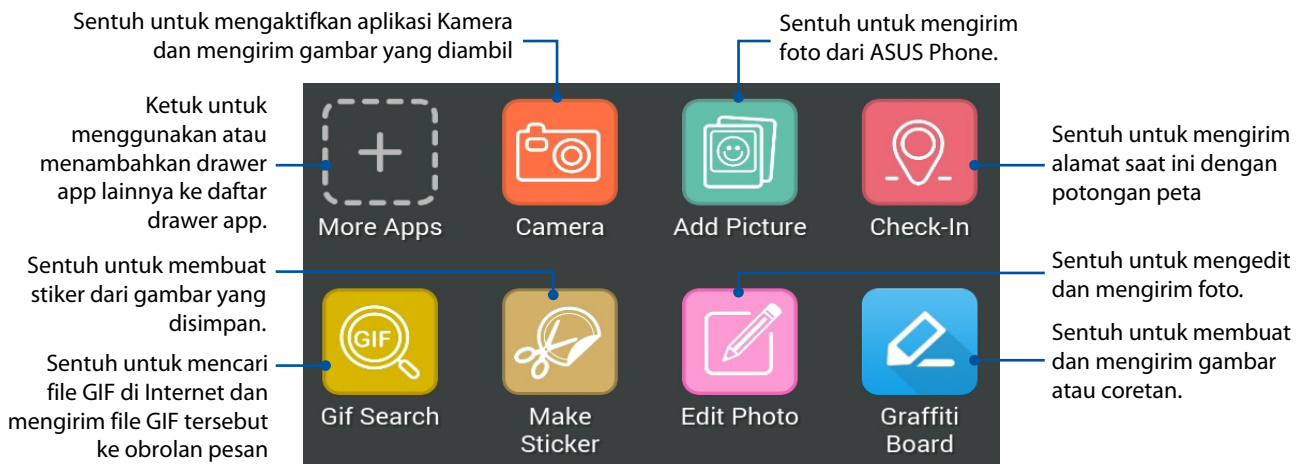 Sentuh untuk mengaktifkan aplikasi Kamera
dan mengirim gambar yang diambil
Sentuh untuk mengirim
foto dari ASUS Phone.
Ketuk untuk
menggunakan atau
menambahkan drawer
app lainnya ke daftar
drawer app.
Sentuh untuk mengirim
alamat saat ini dengan
potongan peta
More Apps
Camera
Add Picture
Check-In
Sentuh untuk membuat
stiker dari gambar yang
disimpan.
Sentuh untuk mencari
file GIF di Internet dan
mengirim file GIF tersebut
ke obrolan pesan
GIF
Gif Search
Make
Sticker
Edit Photo
Graffiti
Board
Sentuh untuk mengedit
dan mengirim foto.
Sentuh untuk membuat
dan mengirim gambar
atau coretan.